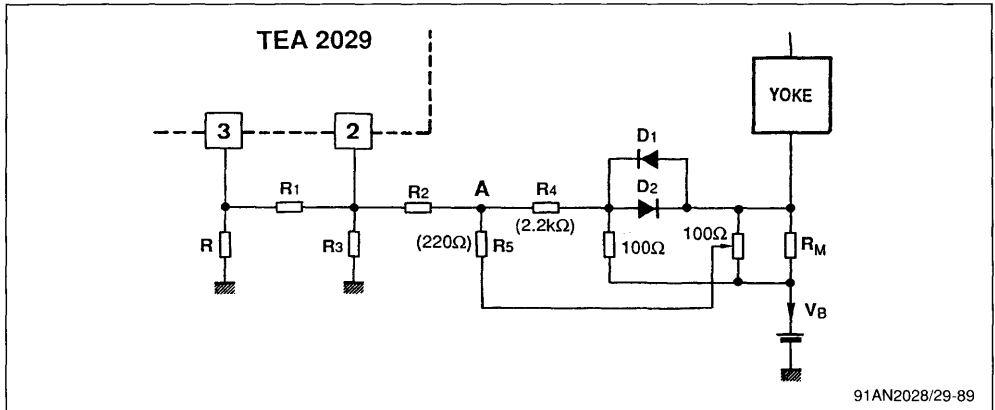 TEA 2029
YOKE
3
2
D1
D2
R1
R2
A
R4
(2.2kΩ)
R
R3
(220Ω)
R5
100Ω
100Ω
RM
VB
91AN2028/29-89